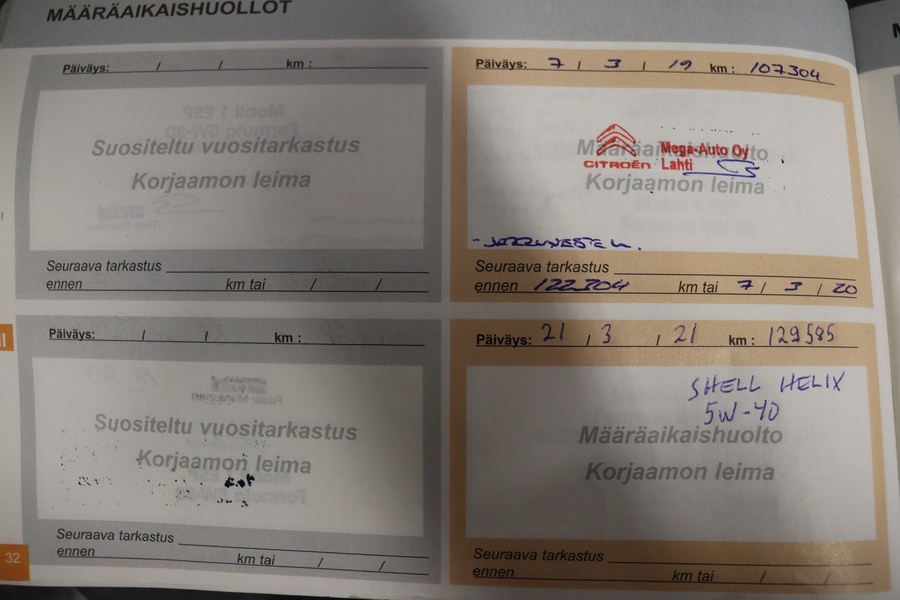 MÄÄRÄAIKAISHUOLLOT
Päiväys: / / km :
Suositeltu vuositarkastus
Korjaamon leima
Seuraava tarkastus
ennen km tai / /
Päiväys: 7 / 3 / 19 km : 107304
Määräaikaishuolto
Korjaamon leima
CITROËN
Mega-Auto Oy
Lahti
- JARRUNESTE
Seuraava tarkastus
ennen 122304 km tai 7 / 3 / 20
Päiväys: / / km :
Suositeltu vuositarkastus
Korjaamon leima
Seuraava tarkastus
ennen km tai / /
Päiväys: 21 / 3 / 21 km : 129585
SHELL HELIX
5W-40
Määräaikaishuolto
Korjaamon leima
Seuraava tarkastus
ennen km tai / /
32